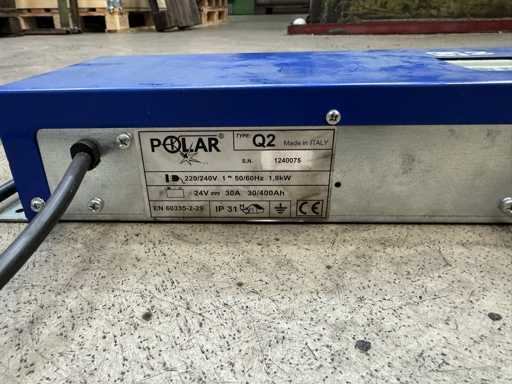 POLAR® TYPE: Q2 Made in ITALY
S.N. 1240075
220/240V 1~ 50/60Hz 1,8kW
24V 30A 30/400Ah
EN 60335-2-29 IP 31 CE